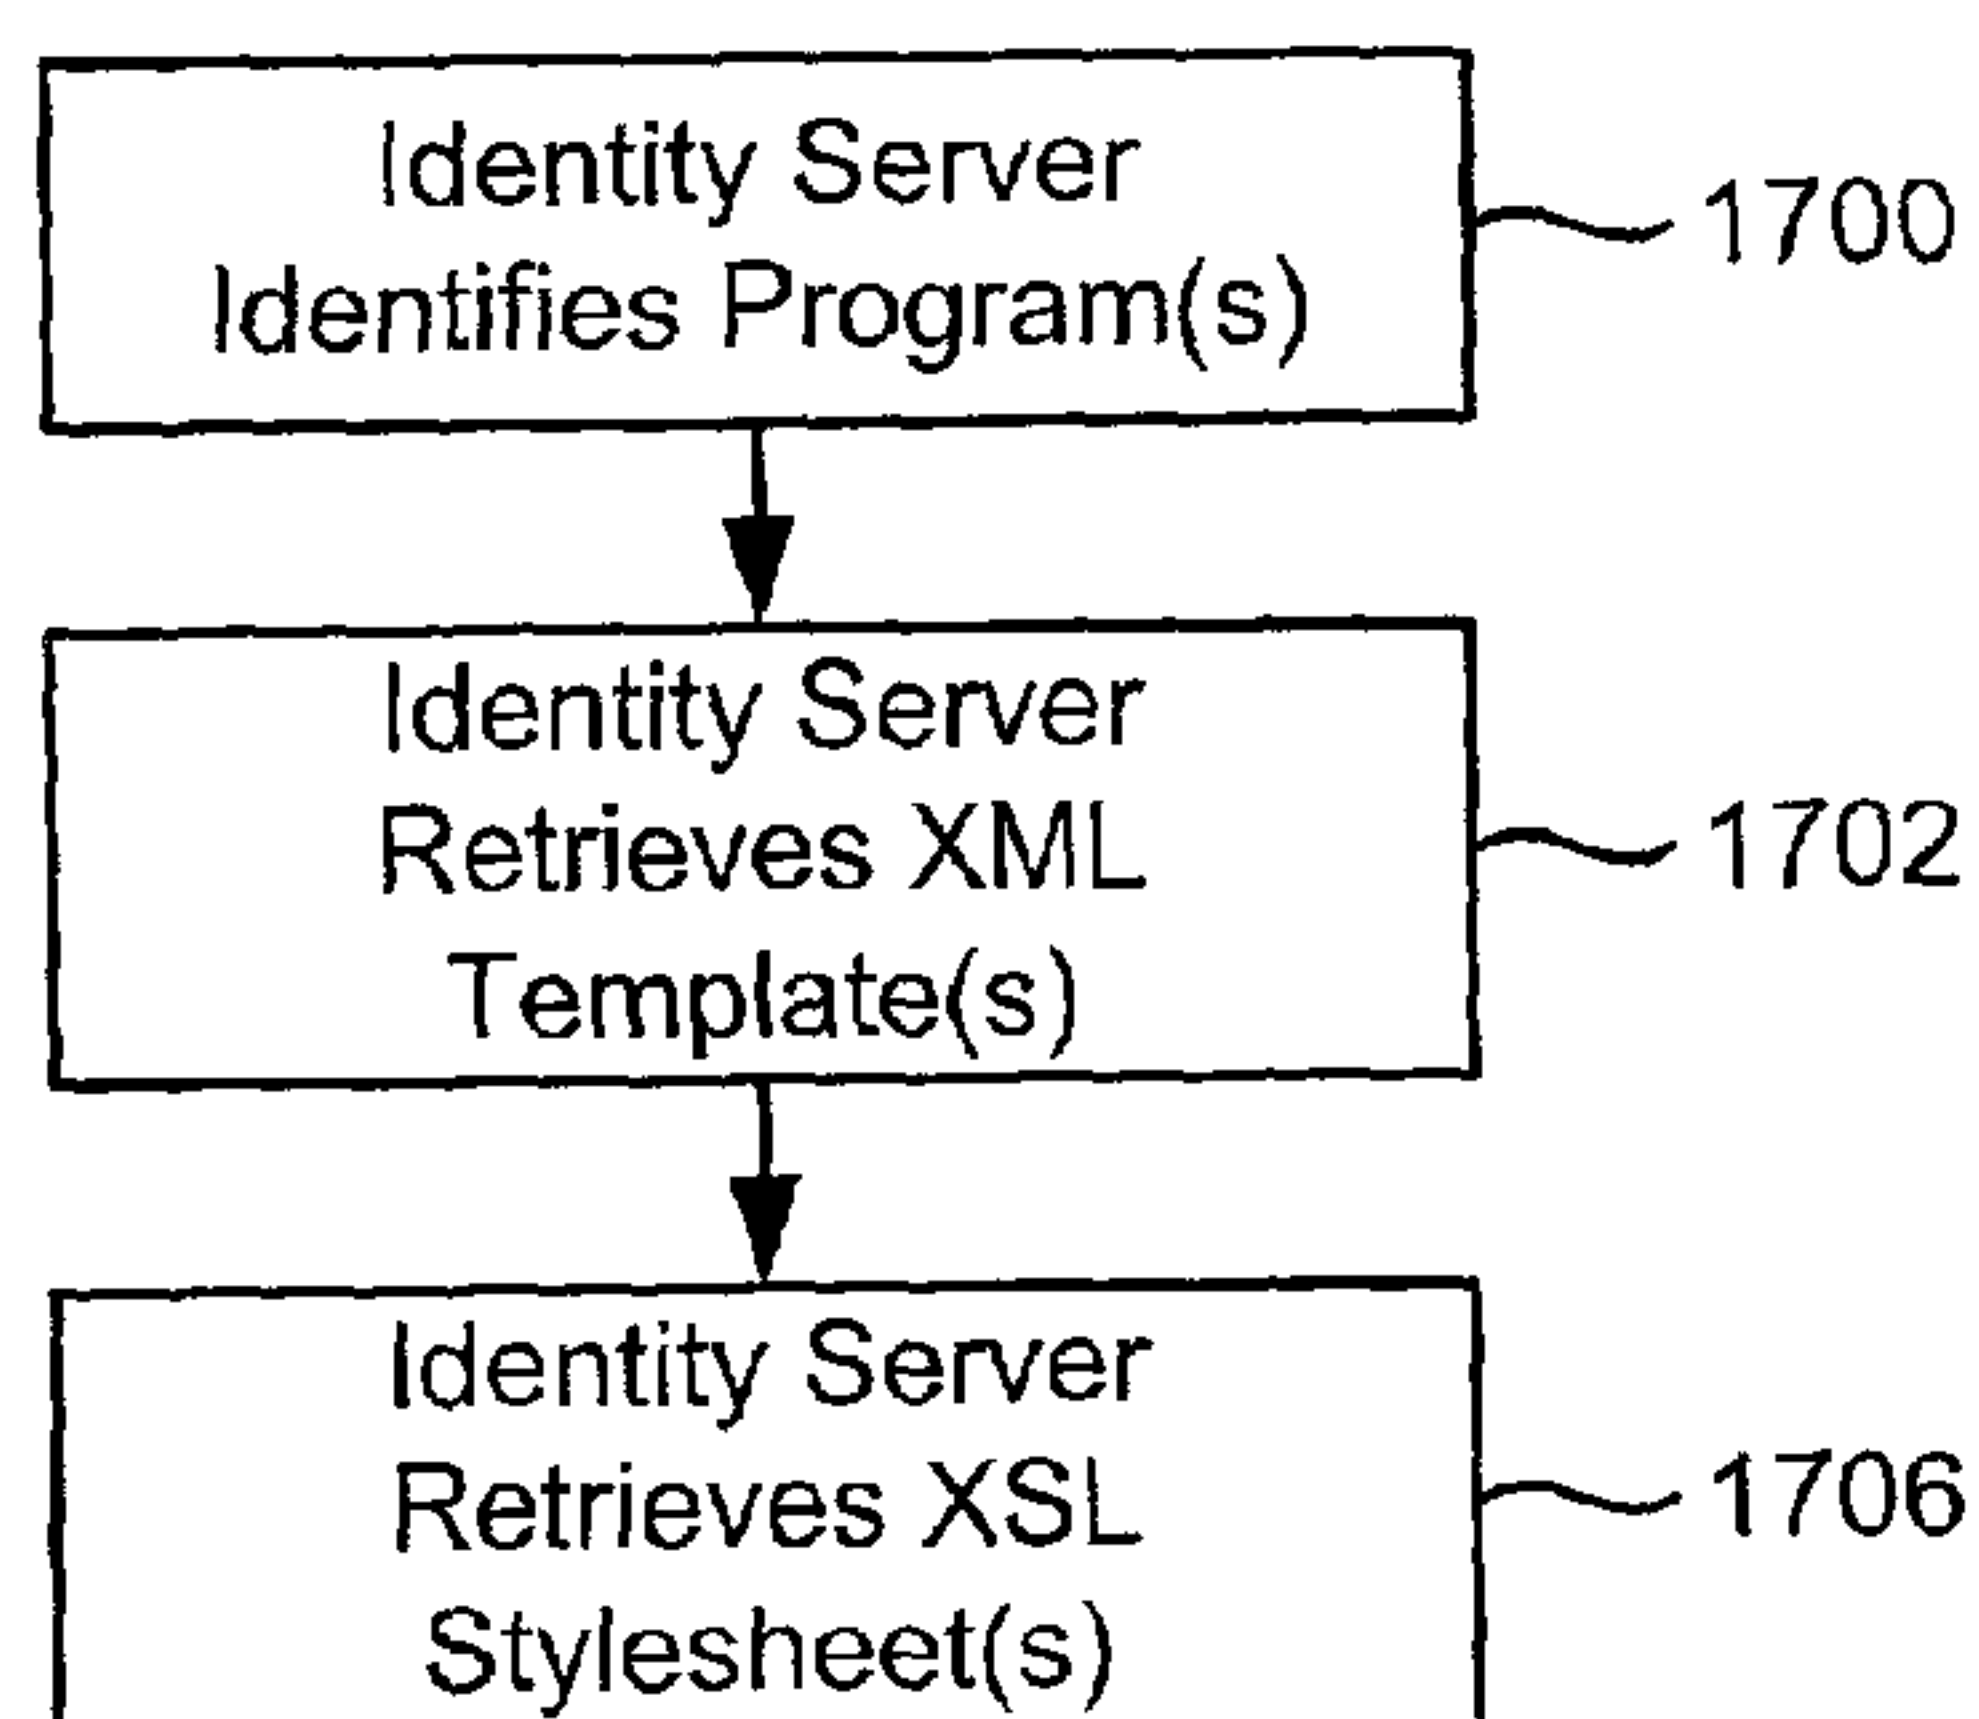 Identity Server
Identifies Program(s)
1700
Identity Server
Retrieves XML
Template(s)
1702
Identity Server
Retrieves XSL
Stylesheet(s)
1706